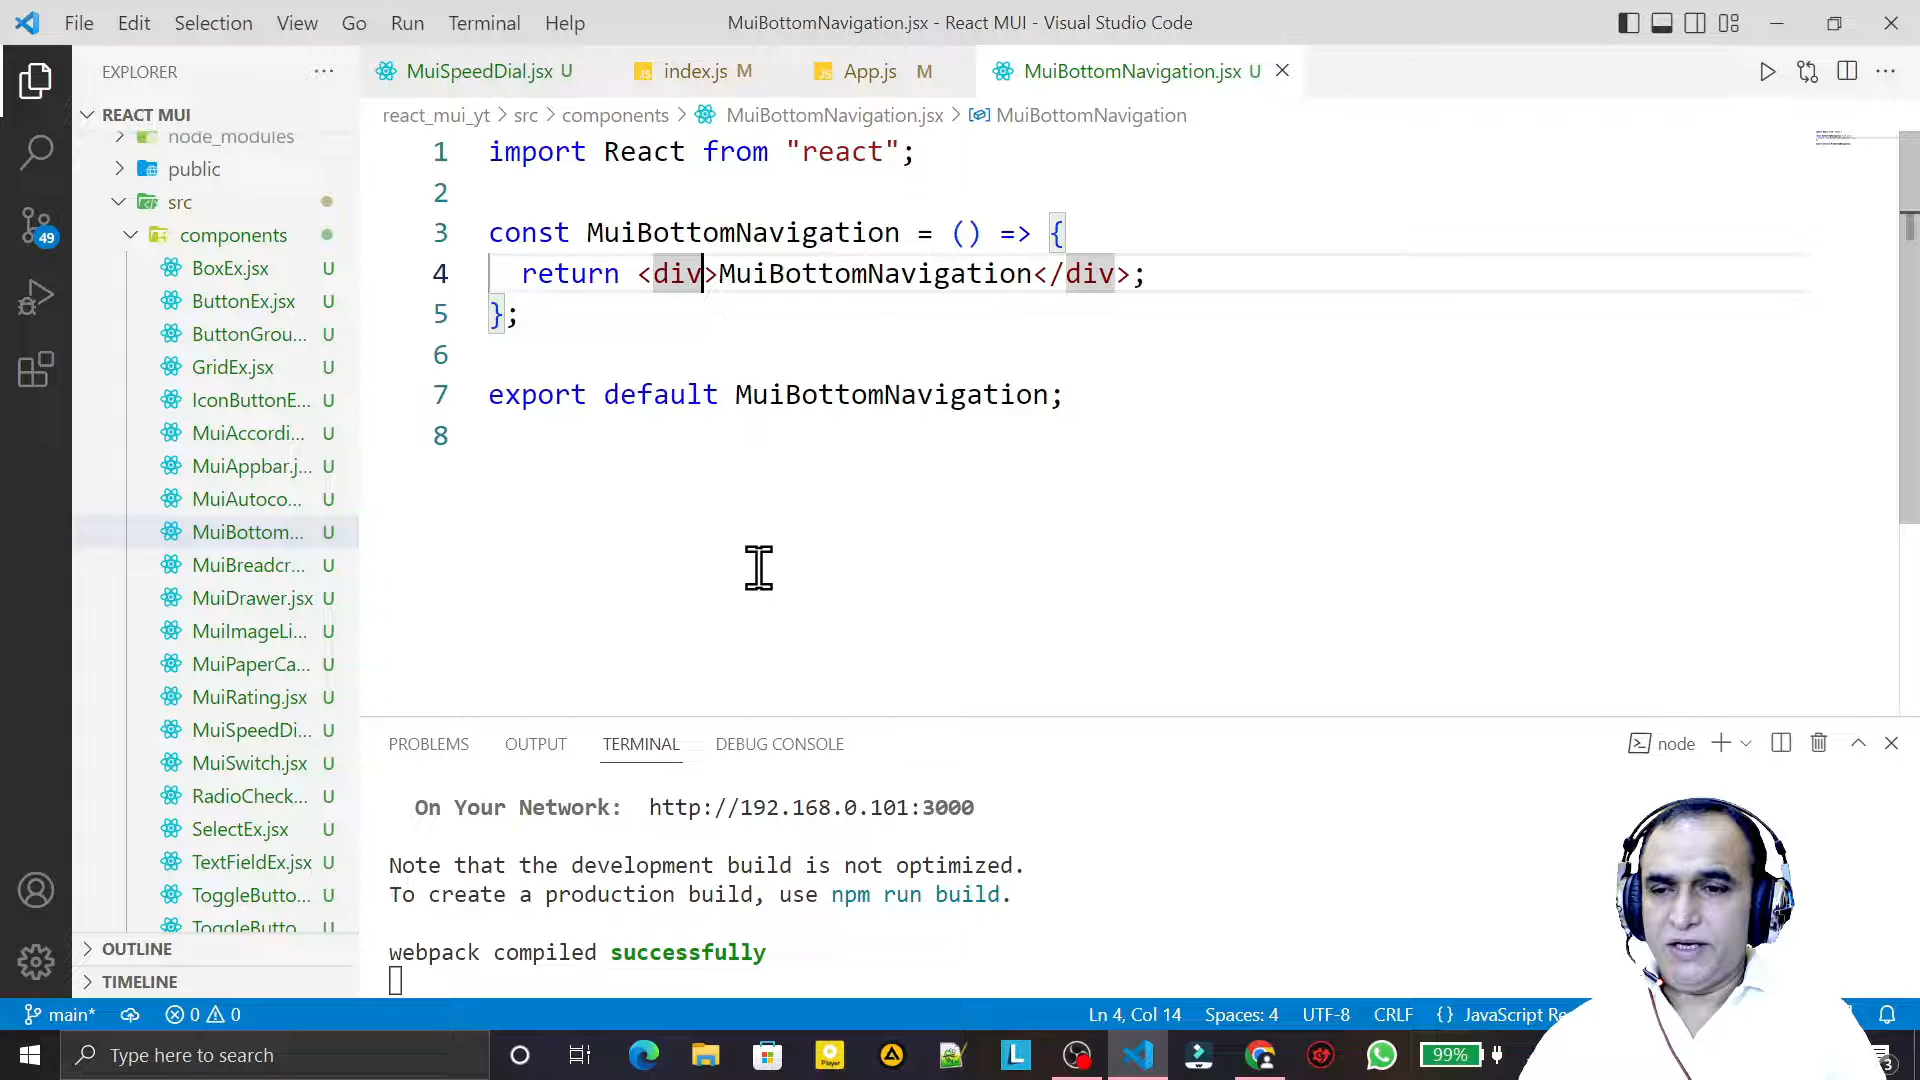 File Edit Selection View Go Run Terminal Help
MuiBottomNavigation.jsx - React MUI - Visual Studio Code
EXPLORER
REACT MUI
node_modules
public
src
components
BoxEx.jsx U
ButtonEx.jsx U
ButtonGrou... U
GridEx.jsx U
IconButtonE... U
MuiAccordi... U
MuiAppbar.j... U
MuiAutoco... U
MuiBottom... U
MuiBreadcr... U
MuiDrawer.jsx U
MuiImageLi... U
MuiPaperCa... U
MuiRating.jsx U
MuiSpeedDi... U
MuiSwitch.jsx U
RadioCheck... U
SelectEx.jsx U
TextFieldEx.jsx U
ToggleButto... U
ToggleButto... U
OUTLINE
TIMELINE
49
MuiSpeedDial.jsx U
index.js M
App.js M
MuiBottomNavigation.jsx U
react_mui_yt > src > components > MuiBottomNavigation.jsx > MuiBottomNavigation
1 import React from "react";
2
3 const MuiBottomNavigation = () => {
4 return <div>MuiBottomNavigation</div>;
5 };
6
7 export default MuiBottomNavigation;
8
PROBLEMS OUTPUT TERMINAL DEBUG CONSOLE
node
On Your Network: http://192.168.0.101:3000
Note that the development build is not optimized.
To create a production build, use npm run build.
webpack compiled successfully
main* 0 0
Ln 4, Col 14 Spaces: 4 UTF-8 CRLF {} JavaScript Re
Type here to search
Player
L
99%
3